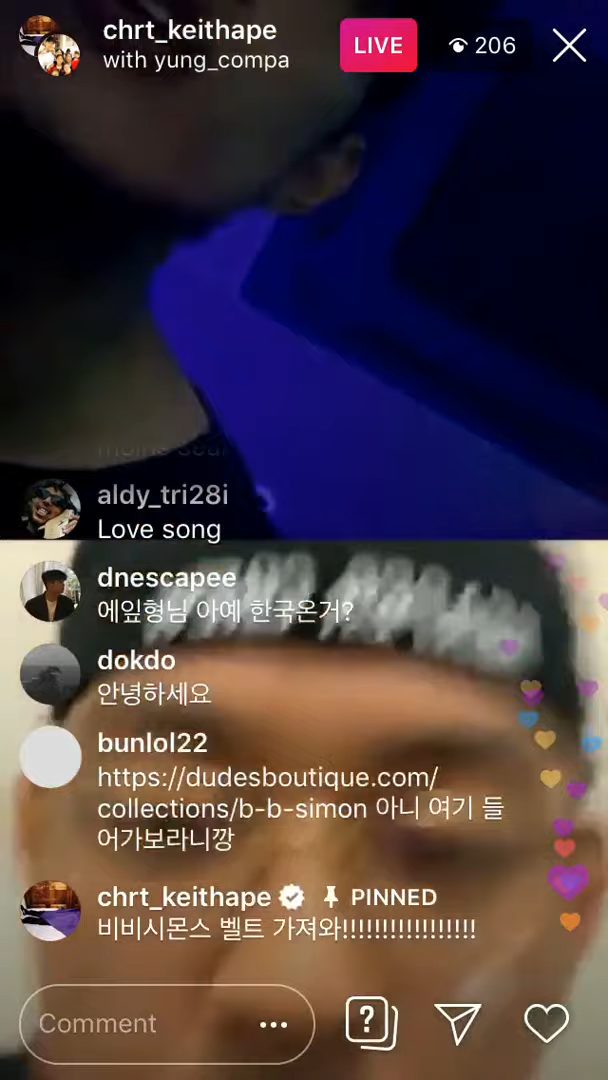 chrt_keithape
with yung_compa
LIVE
206
aldy_tri28i
Love song
dnescapee
에잎형님 아예 한국온거?
dokdo
안녕하세요
bunlol22
https://dudesboutique.com/
collections/b-b-simon 아니 여기 들
어가보라니깡
chrt_keithape PINNED
비비시몬스 벨트 가져와!!!!!!!!!!!!!!!!!
Comment